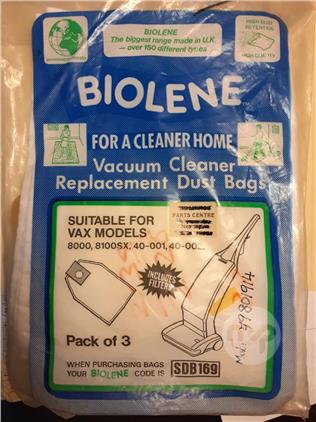 BIOLENE
The biggest range made in U.K.
— over 150 different types
HIGH DUST
RETENTION
HIGH QUALITY
BIOLENE
FOR A CLEANER HOME
Vacuum Cleaner
Replacement Dust Bags
PARTS CENTRE
SUITABLE FOR
VAX MODELS
8000, 8100SX, 40-001, 40-002
INCLUDES
FILTERS
Pack of 3
WHEN PURCHASING BAGS
YOUR BIOLENE CODE IS SDB169